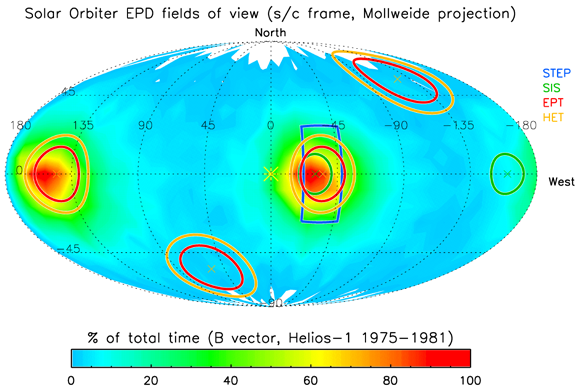 Solar Orbiter EPD fields of view (s/c frame, Mollweide projection)
North
STEP
SIS
EPT
HET
45
180 135 45 0 -45 -90 -135 -180
0
West
-45
-90
% of total time (B vector, Helios-1 1975-1981)
0 20 40 60 80 100